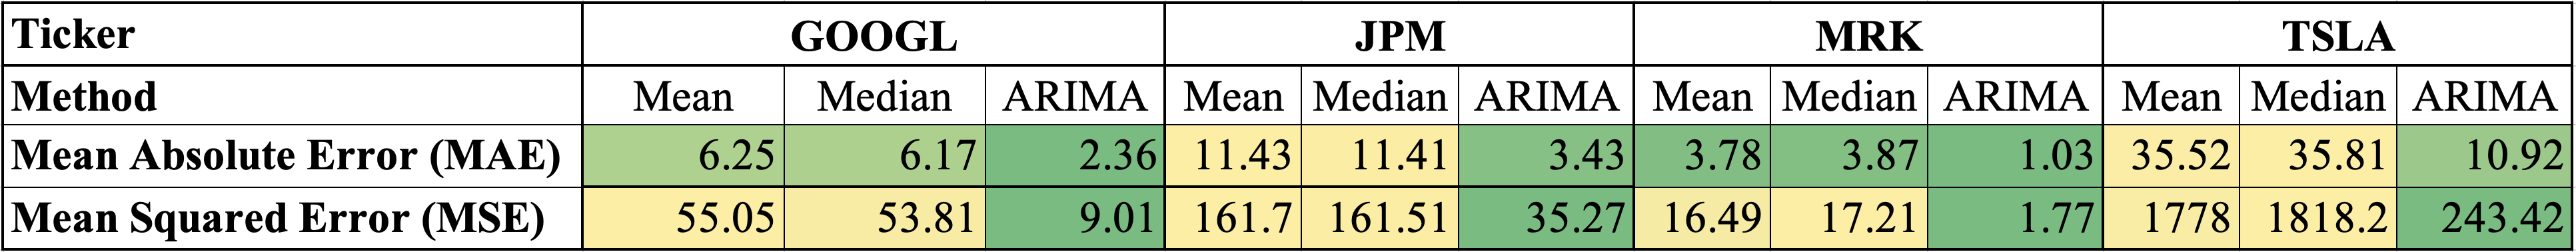 Ticker GOOGL JPM MRK TSLA
Method Mean Median ARIMA Mean Median ARIMA Mean Median ARIMA Mean Median ARIMA
Mean Absolute Error (MAE) 6.25 6.17 2.36 11.43 11.41 3.43 3.78 3.87 1.03 35.52 35.81 10.92
Mean Squared Error (MSE) 55.05 53.81 9.01 161.7 161.51 35.27 16.49 17.21 1.77 1778 1818.2 243.42